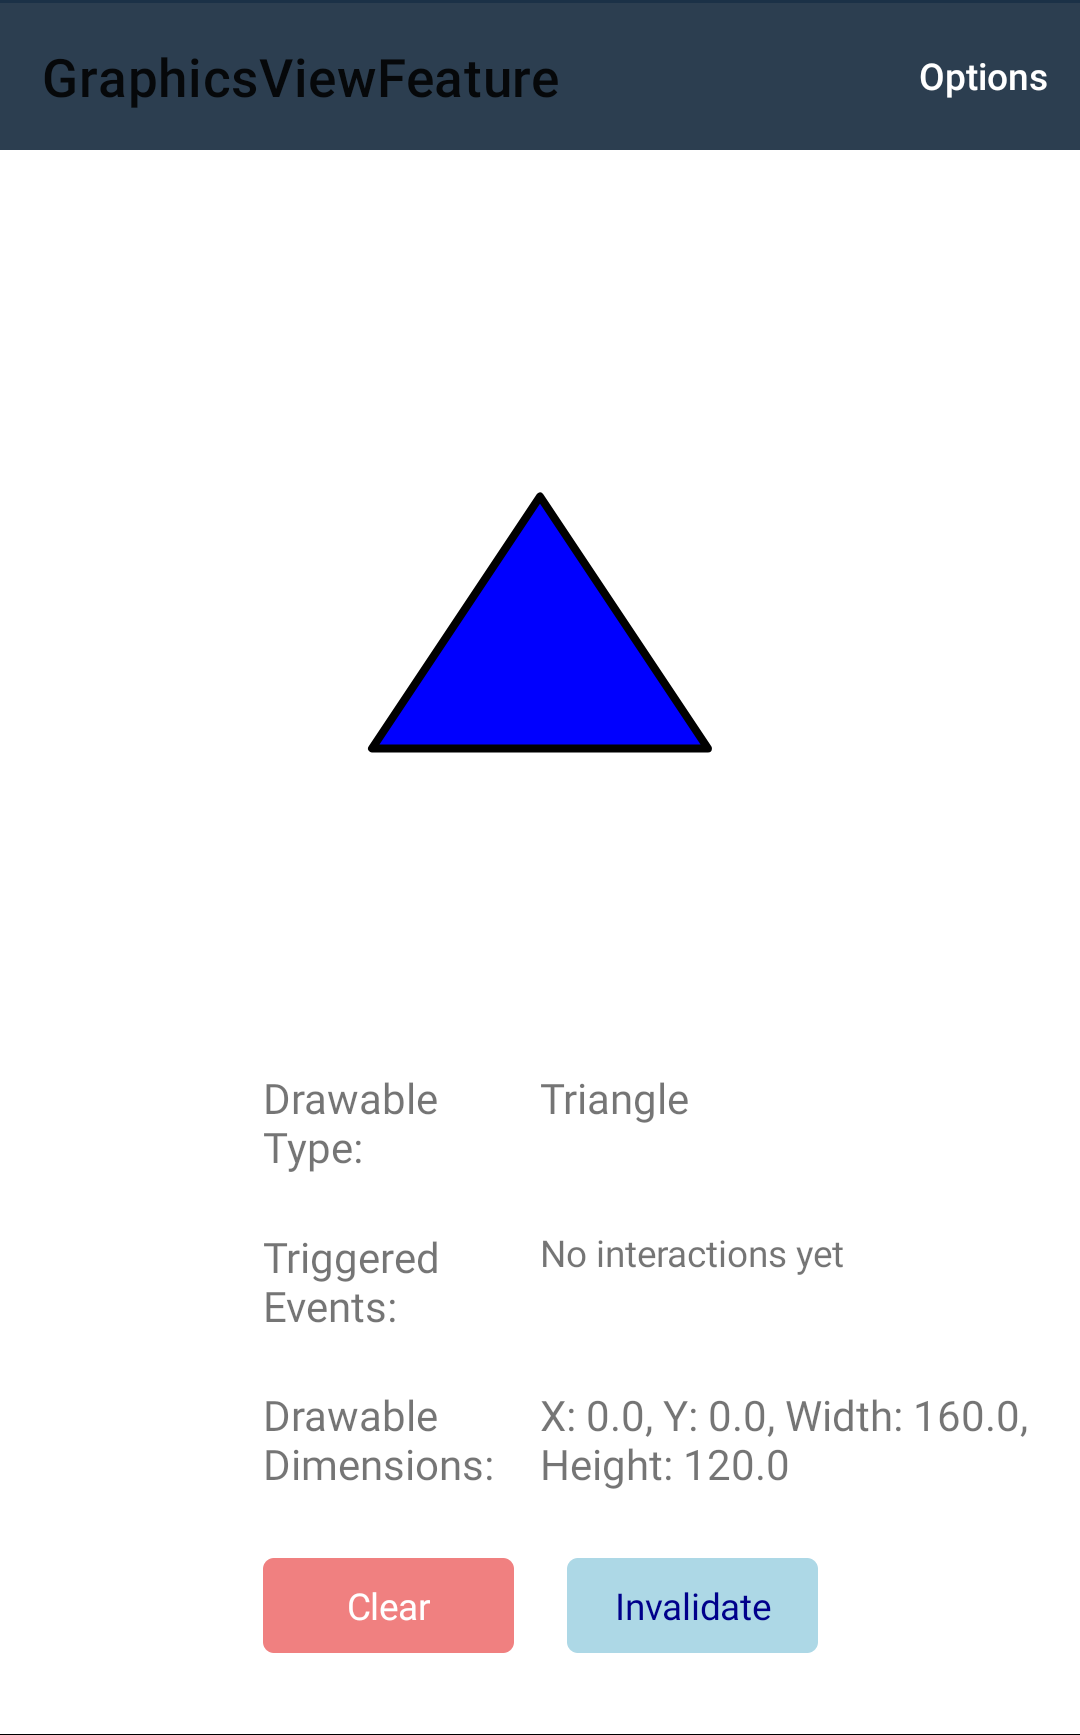 GraphicsViewFeature
Options
Drawable
Type:
Triangle
Triggered
Events:
No interactions yet
Drawable
Dimensions:
X: 0.0, Y: 0.0, Width: 160.0,
Height: 120.0
Clear
Invalidate